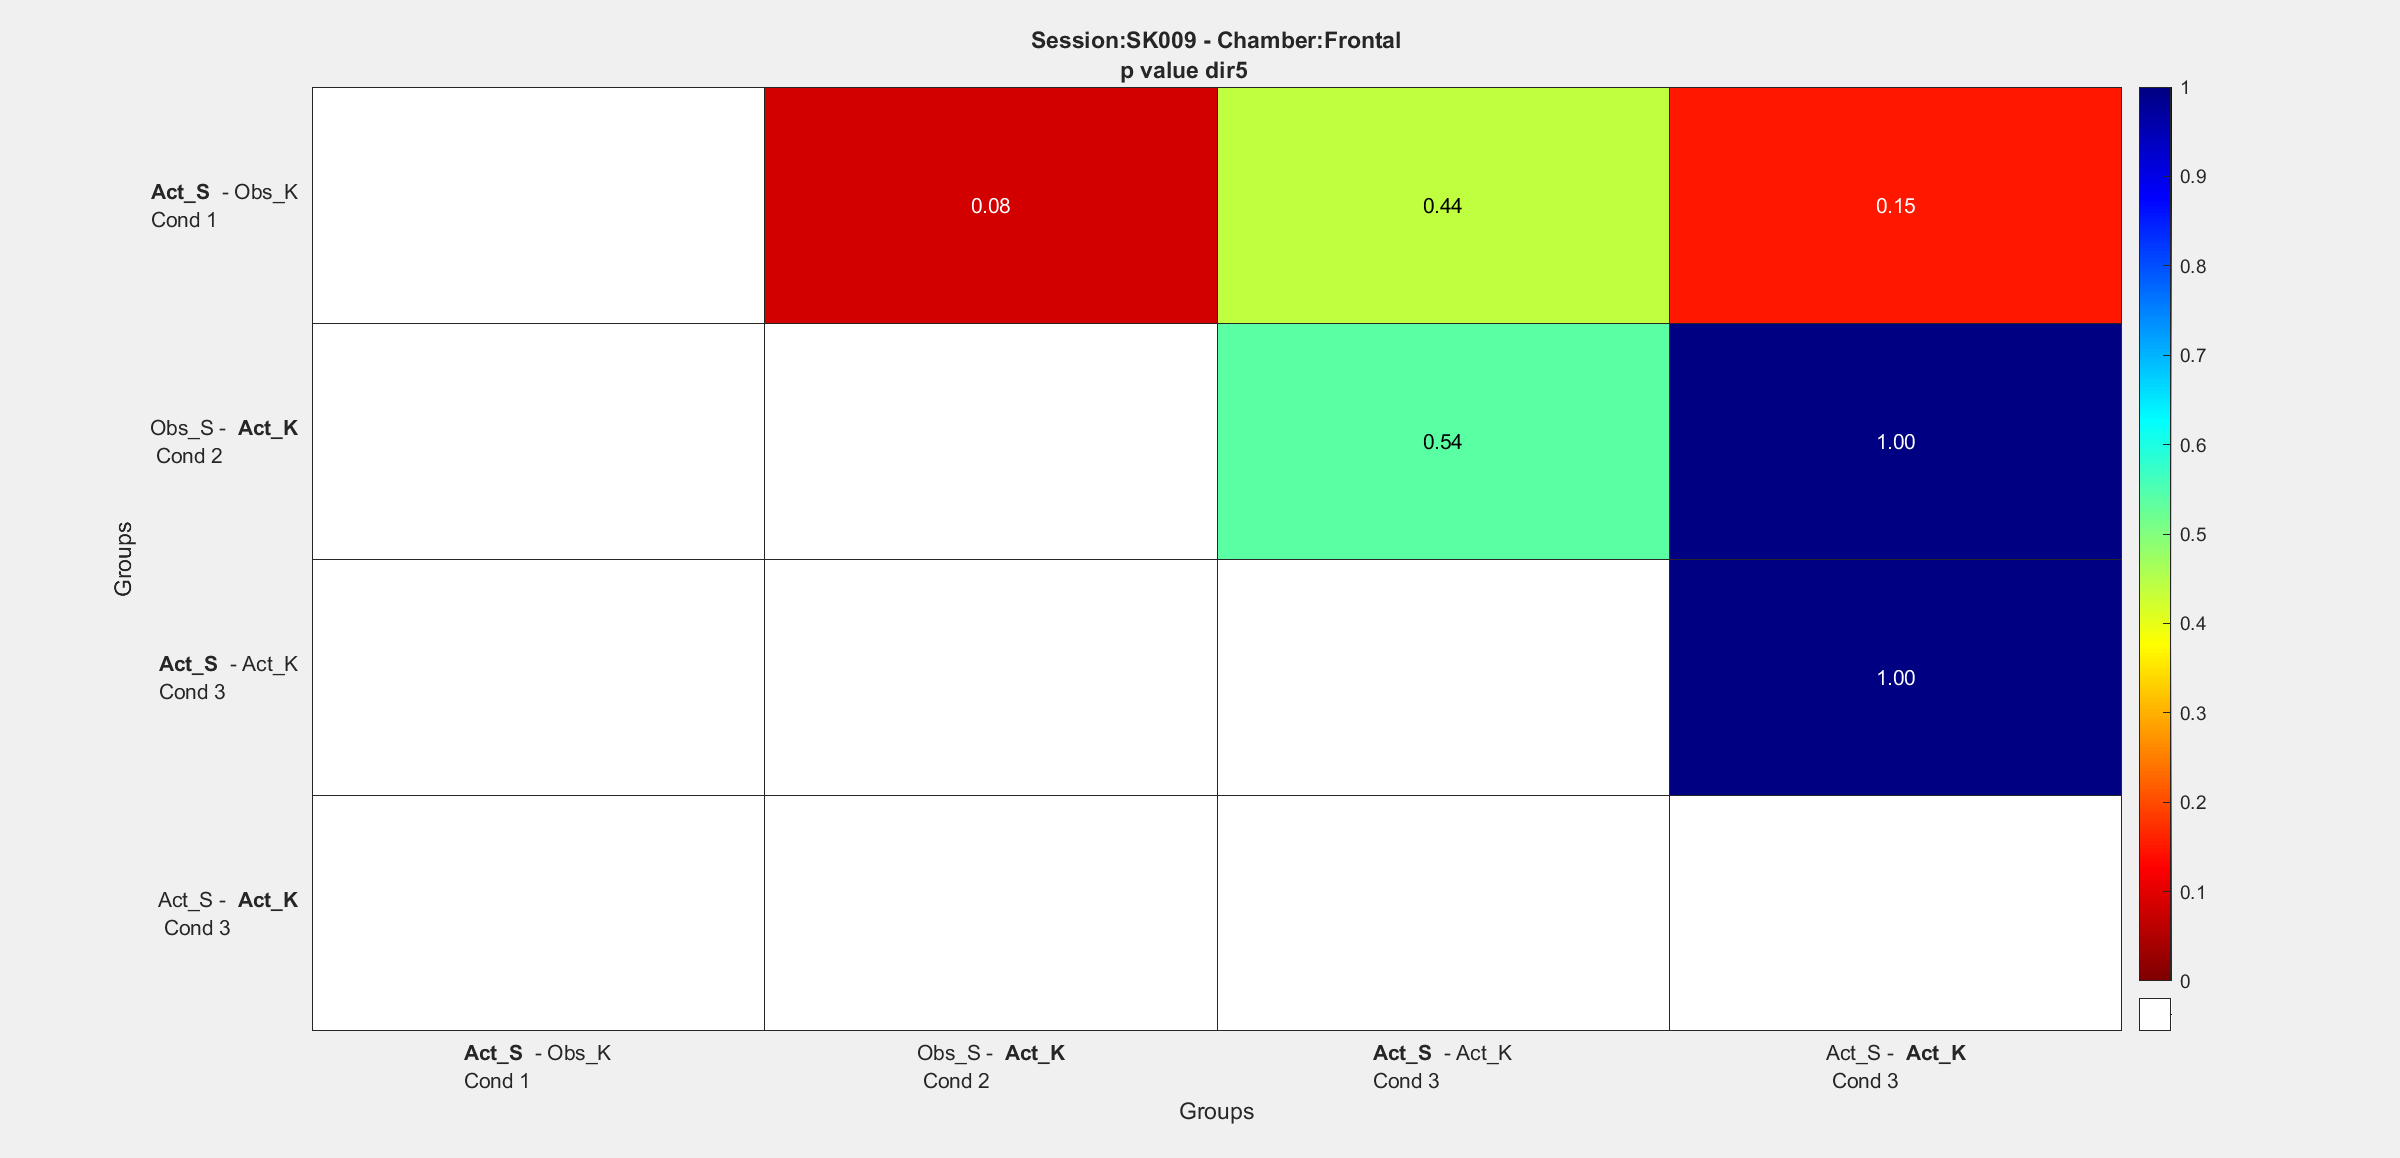 Session:SK009 - Chamber:Frontal
p value dir5
Act_S - Obs_K
Cond 1
0.08
0.44
0.15
Obs_S - Act_K
Cond 2
0.54
1.00
Act_S - Act_K
Cond 3
1.00
Act_S - Act_K
Cond 3
Groups
Act_S - Obs_K
Cond 1
Obs_S - Act_K
Cond 2
Act_S - Act_K
Cond 3
Act_S - Act_K
Cond 3
Groups
1
0.9
0.8
0.7
0.6
0.5
0.4
0.3
0.2
0.1
0